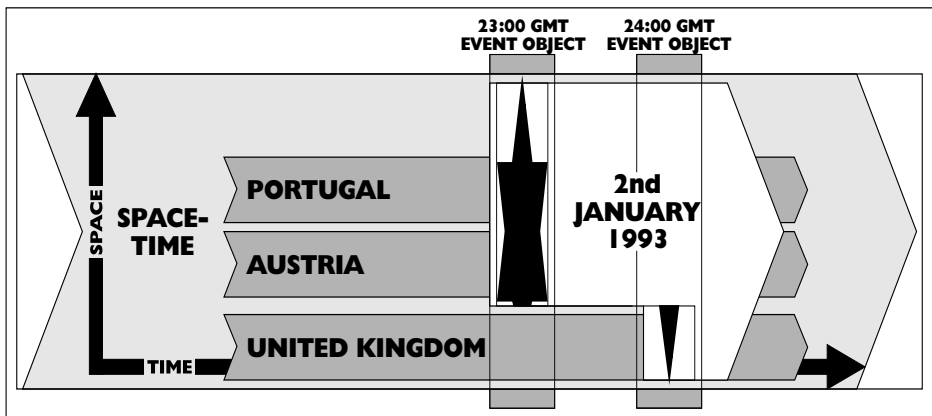 23:00 GMT
EVENT OBJECT
24:00 GMT
EVENT OBJECT
SPACE
SPACE-
TIME
PORTUGAL
AUSTRIA
UNITED KINGDOM
2nd
JANUARY
1993
TIME